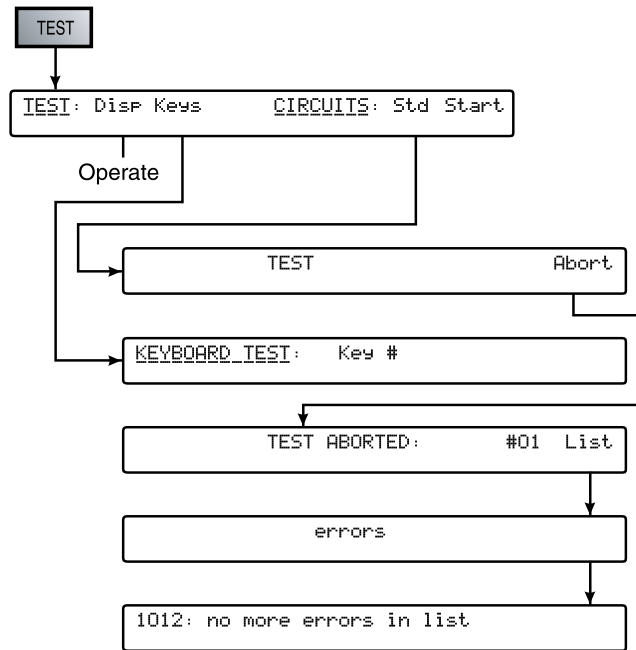 TEST
TEST: Disp Keys CIRCUITS: Std Start
Operate
TEST Abort
KEYBOARD TEST: Key #
TEST ABORTED: #01 List
errors
1012: no more errors in list